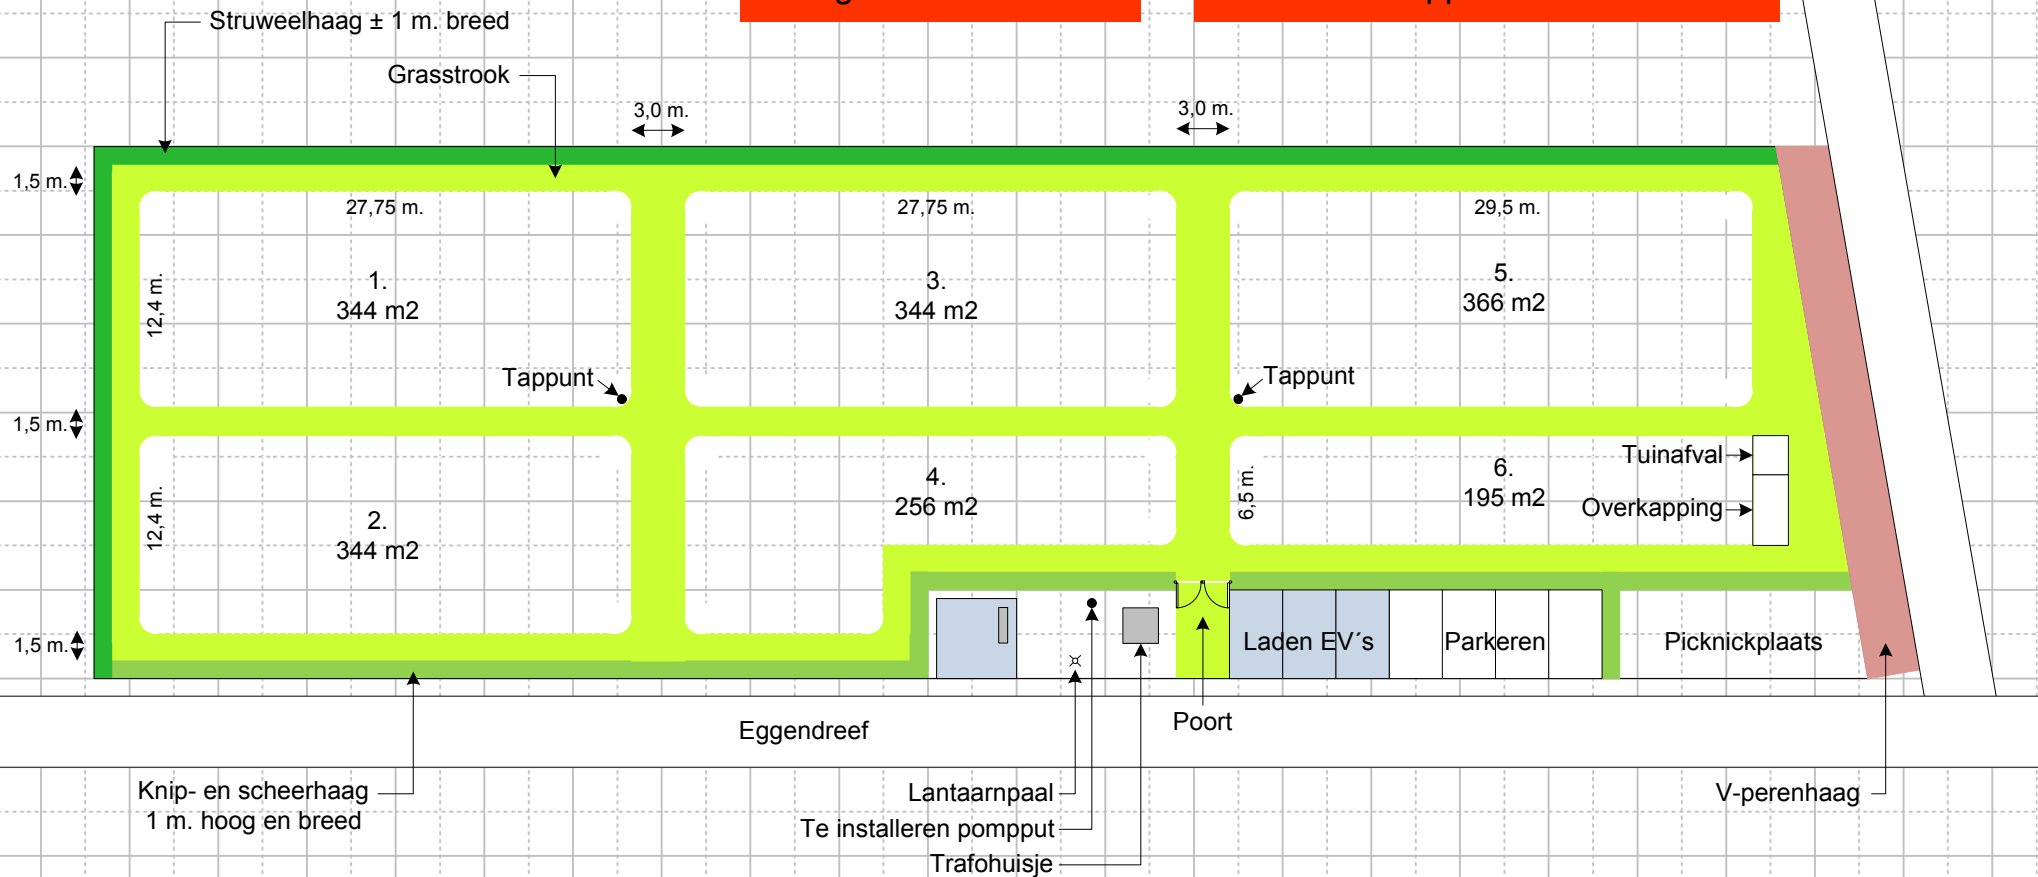 Struweelhaag ± 1 m. breed
Grasstrook
3,0 m.
3,0 m.
1,5 m.
27,75 m.
27,75 m.
29,5 m.
12,4 m.
1.
344 m2
3.
344 m2
5.
366 m2
Tappunt
Tappunt
1,5 m.
12,4 m.
2.
344 m2
4.
256 m2
6,5 m.
6.
195 m2
Tuinafval
Overkapping
1,5 m.
Laden EV´s
Parkeren
Picknickplaats
Eggendreef
Poort
Knip- en scheerhaag
1 m. hoog en breed
Lantaarnpaal
Te installeren pompput
Trafohuisje
V-perenhaag